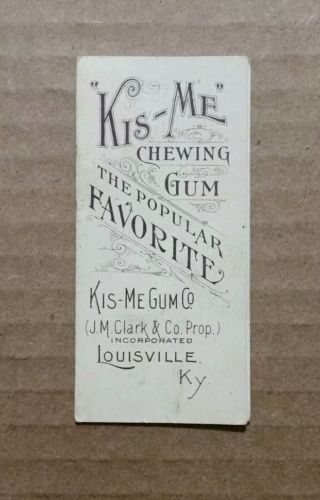 "KIS-ME"
CHEWING
GUM
THE POPULAR
FAVORITE
KIS-ME GUM CO
(J.M. Clark & Co. Prop.)
INCORPORATED
LOUISVILLE,
KY.